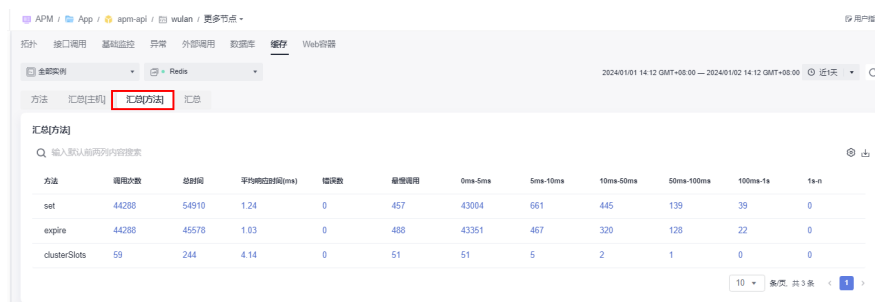 APM / App / apm-api / wulan / 更多节点
用户指
拓扑 接口调用 基础监控 异常 外部调用 数据库 缓存 Web容器
全部实例 Redis 2024/01/01 14:12 GMT+08:00 — 2024/01/02 14:12 GMT+08:00 近1天
方法 汇总[主机] 汇总[方法] 汇总
汇总[方法]
输入默认前两列内容搜索
方法 调用次数 总时间 平均响应时间(ms) 错误数 最慢调用 0ms-5ms 5ms-10ms 10ms-50ms 50ms-100ms 100ms-1s 1s-n
set 44288 54910 1.24 0 457 43004 661 445 139 39 0
expire 44288 45578 1.03 0 488 43351 467 320 128 22 0
clusterSlots 59 244 4.14 0 51 51 5 2 1 0 0
10 条/页, 共 3 条 < 1 >